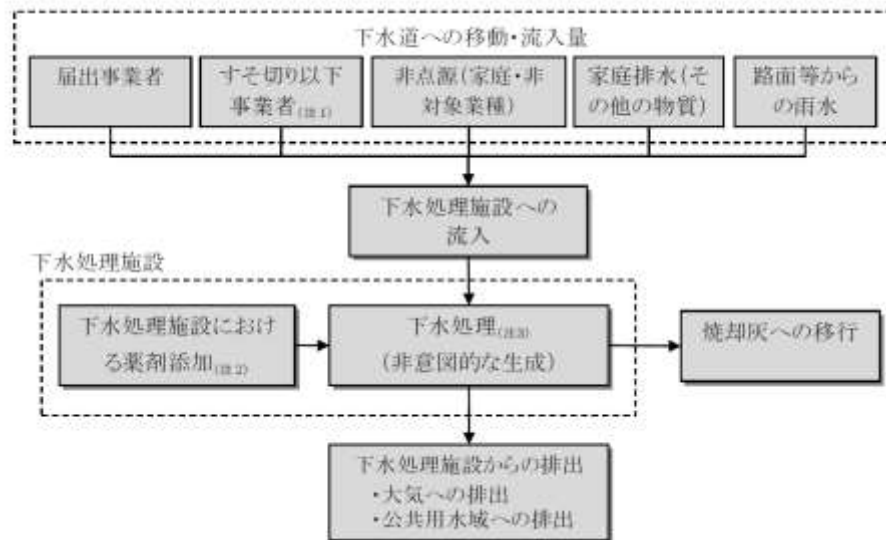 下水道への移動・流入量
届出事業者
すそ切り以下
事業者(注1)
非点源(家庭・非
対象業種)
家庭排水(そ
の他の物質)
路面等から
の雨水
下水処理施設への
流入
下水処理施設
下水処理施設におけ
る薬剤添加(注2)
下水処理(注3)
(非意図的な生成)
焼却灰への移行
下水処理施設からの排出
・大気への排出
・公共用水域への排出